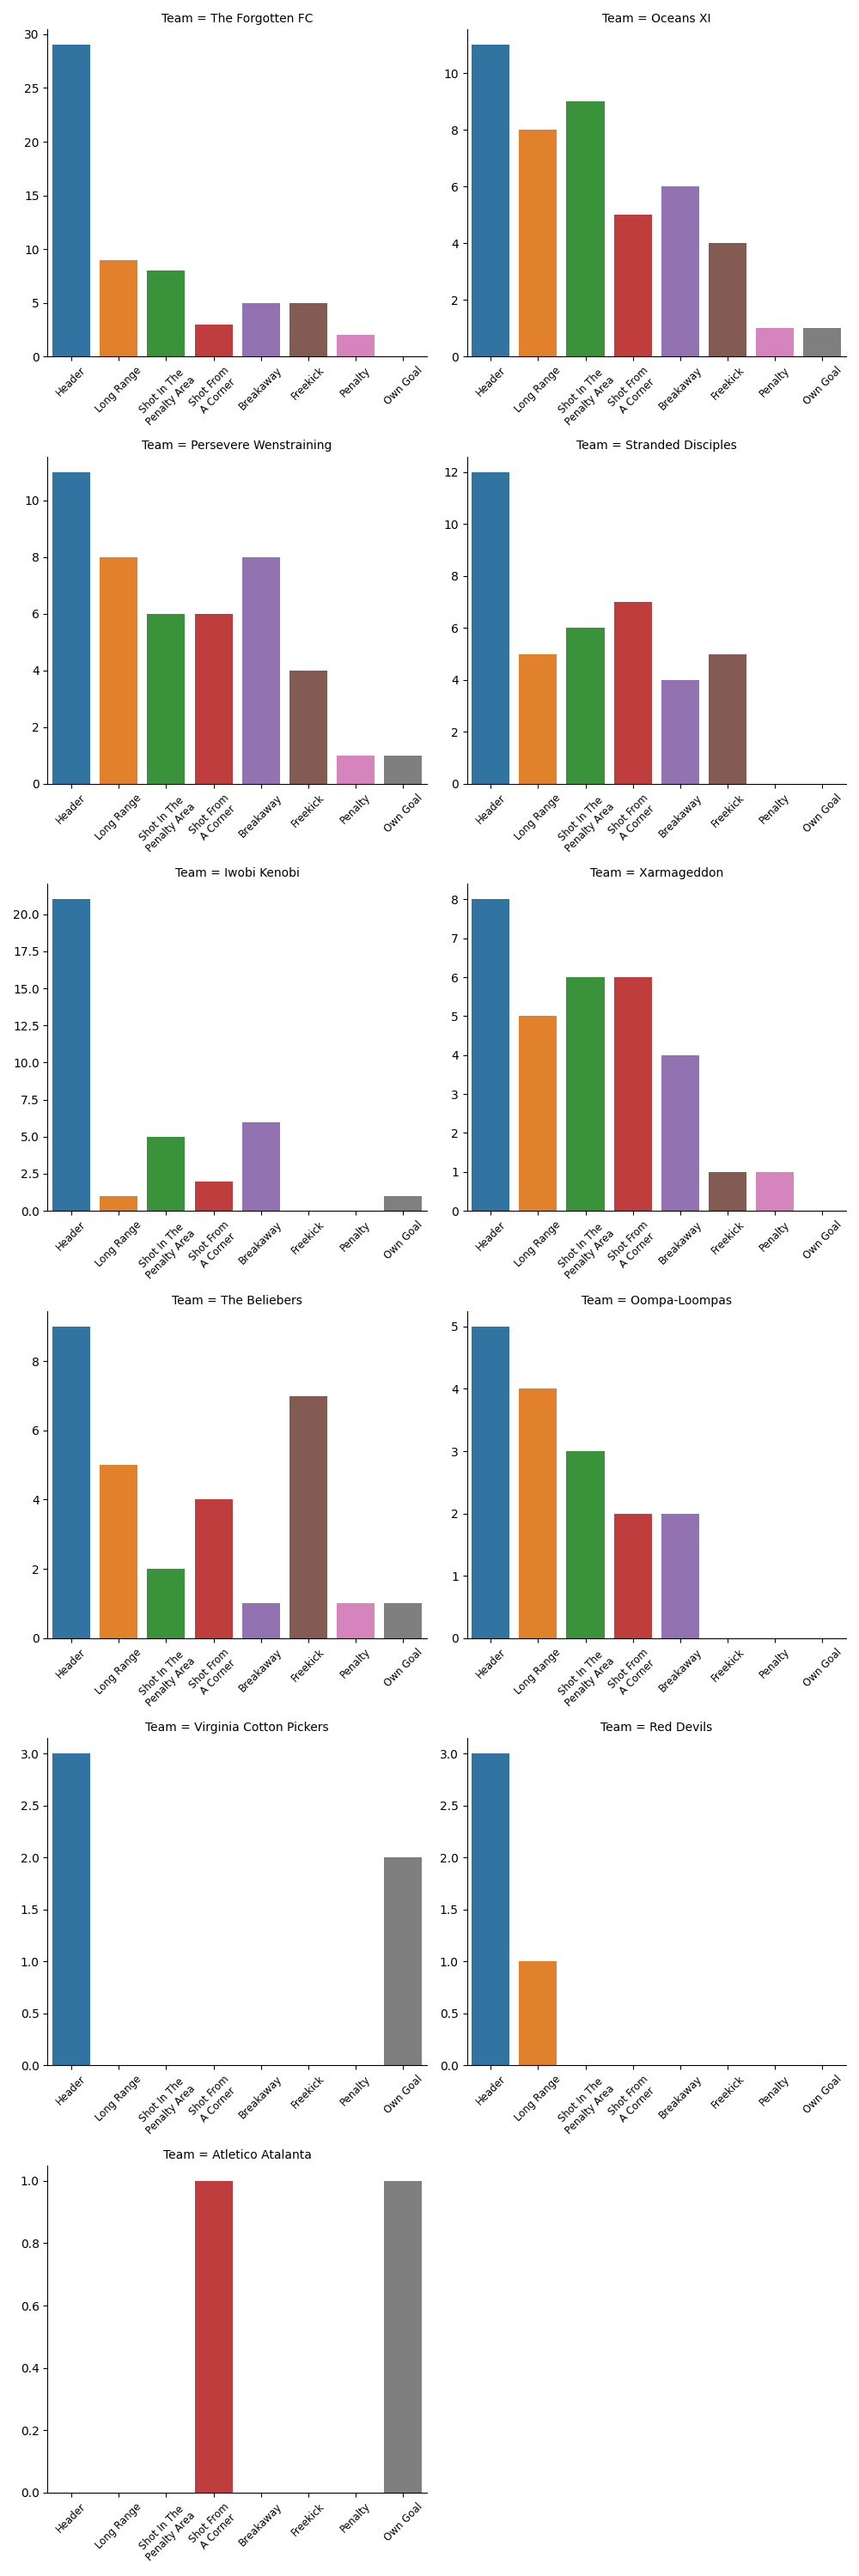 Team = The Forgotten FC
30
25
20
15
10
5
0
Header
Long Range
Shot In The
Penalty Area
Shot From
A Corner
Breakaway
Freekick
Penalty
Own Goal
Team = Oceans XI
10
8
6
4
2
0
Header
Long Range
Shot In The
Penalty Area
Shot From
A Corner
Breakaway
Freekick
Penalty
Own Goal
Team = Persevere Wenstraining
10
8
6
4
2
0
Header
Long Range
Shot In The
Penalty Area
Shot From
A Corner
Breakaway
Freekick
Penalty
Own Goal
Team = Stranded Disciples
12
10
8
6
4
2
0
Header
Long Range
Shot In The
Penalty Area
Shot From
A Corner
Breakaway
Freekick
Penalty
Own Goal
Team = Iwobi Kenobi
20.0
17.5
15.0
12.5
10.0
7.5
5.0
2.5
0.0
Header
Long Range
Shot In The
Penalty Area
Shot From
A Corner
Breakaway
Freekick
Penalty
Own Goal
Team = Xarmageddon
8
7
6
5
4
3
2
1
0
Header
Long Range
Shot In The
Penalty Area
Shot From
A Corner
Breakaway
Freekick
Penalty
Own Goal
Team = The Beliebers
8
6
4
2
0
Header
Long Range
Shot In The
Penalty Area
Shot From
A Corner
Breakaway
Freekick
Penalty
Own Goal
Team = Oompa-Loompas
5
4
3
2
1
0
Header
Long Range
Shot In The
Penalty Area
Shot From
A Corner
Breakaway
Freekick
Penalty
Own Goal
Team = Virginia Cotton Pickers
3.0
2.5
2.0
1.5
1.0
0.5
0.0
Header
Long Range
Shot In The
Penalty Area
Shot From
A Corner
Breakaway
Freekick
Penalty
Own Goal
Team = Red Devils
3.0
2.5
2.0
1.5
1.0
0.5
0.0
Header
Long Range
Shot In The
Penalty Area
Shot From
A Corner
Breakaway
Freekick
Penalty
Own Goal
Team = Atletico Atalanta
1.0
0.8
0.6
0.4
0.2
0.0
Header
Long Range
Shot In The
Penalty Area
Shot From
A Corner
Breakaway
Freekick
Penalty
Own Goal